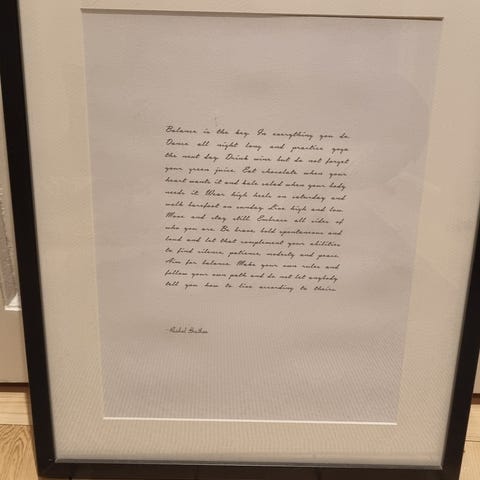 Balance is the key. In everything you do.
Dance all night long and practice yoga
the next day. Drink wine but do not forget
your green juice. Eat chocolate when your
heart wants it and kale salad when your body
needs it. Wear high heels on saturday and
walk barefoot on sunday. Live high and low.
Move and stay still. Embrace all sides of
who you are. Be brave, bold spontaneous and
loud and let that complement your abilities
to find silence, patience, modesty and peace.
Aim for balance. Make your own rules and
follow your own path and do not let anybody
tell you how to live according to theirs.
-Rachel Brathen